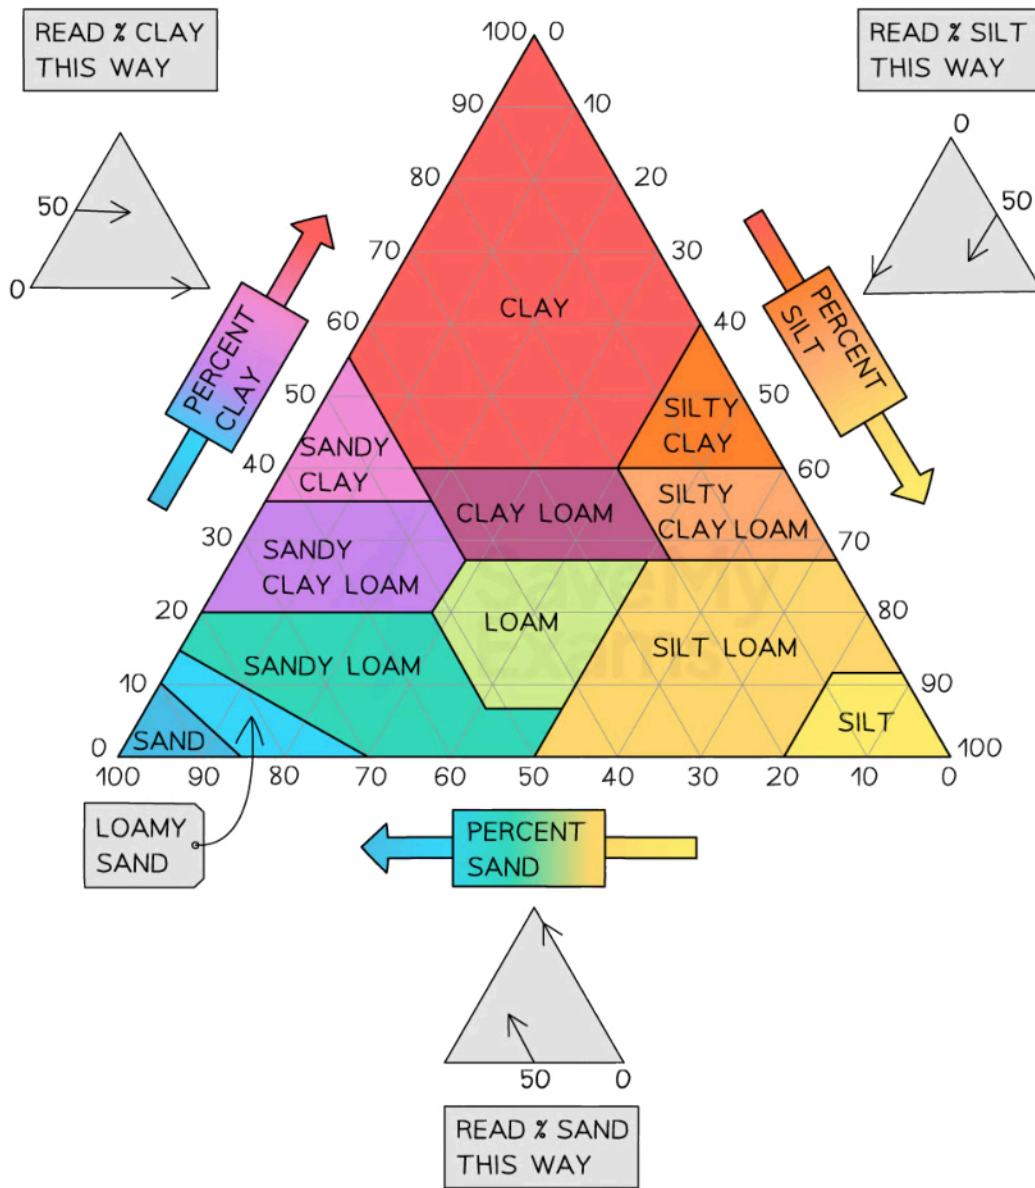 READ % CLAY
THIS WAY
READ % SILT
THIS WAY
100 0
90 10
80 20
70 30
60 40
50 50
40 60
30 70
20 80
10 90
0 100
50
0
0
50
PERCENT
CLAY
PERCENT
SILT
CLAY
SILTY
CLAY
SANDY
CLAY
CLAY LOAM
SILTY
CLAY LOAM
SANDY
CLAY LOAM
LOAM
SaveMy
Exams
SANDY LOAM
SILT LOAM
SAND
SILT
100 90 80 70 60 50 40 30 20 10 0
LOAMY
SAND
PERCENT
SAND
50 0
READ % SAND
THIS WAY